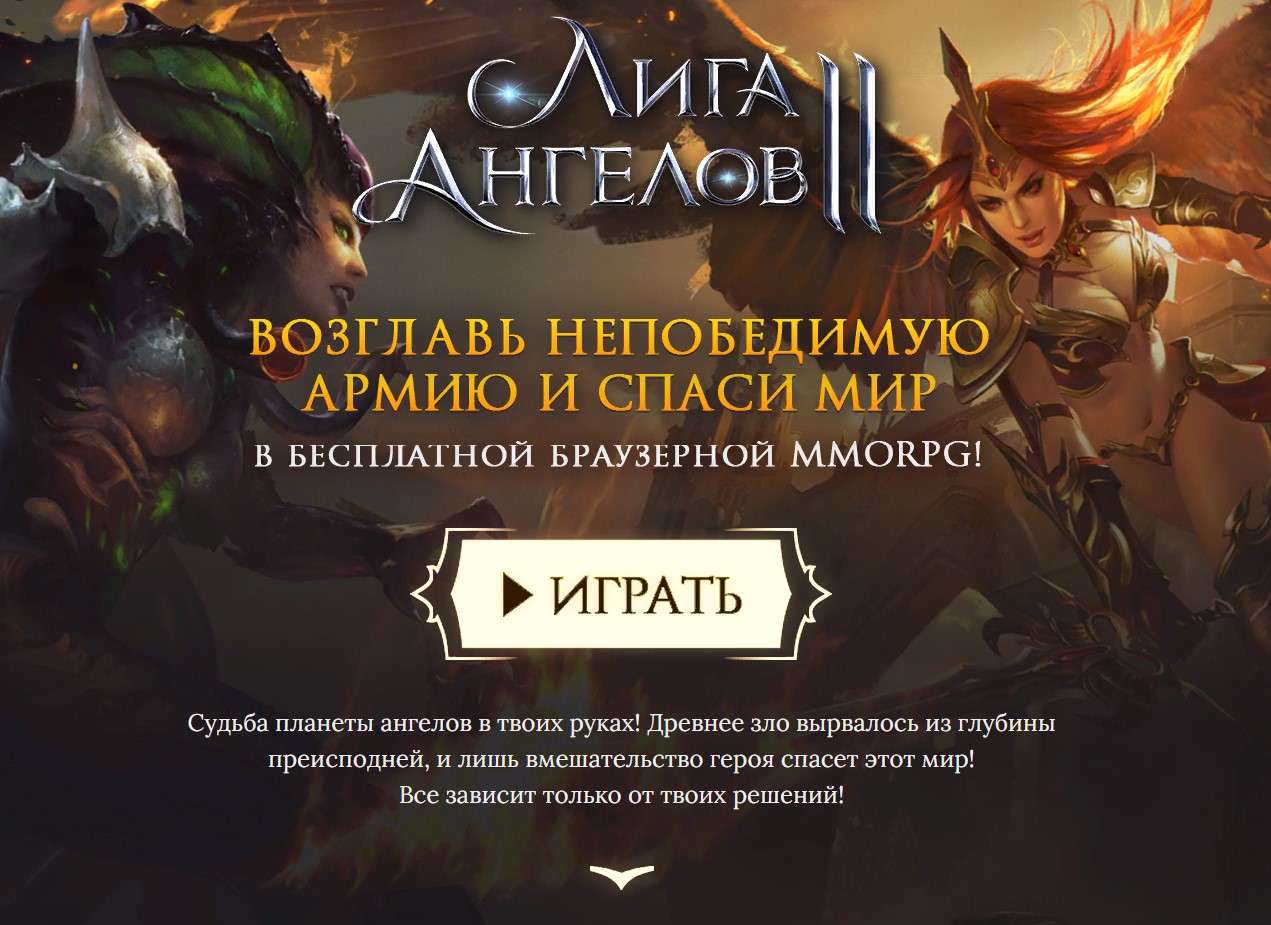 Лига
Ангелов II
ВОЗГЛАВЬ НЕПОБЕДИМУЮ
АРМИЮ И СПАСИ МИР
В БЕСПЛАТНОЙ БРАУЗЕРНОЙ MMORPG!
ИГРАТЬ
Судьба планеты ангелов в твоих руках! Древнее зло вырвалось из глубины
преисподней, и лишь вмешательство героя спасет этот мир!
Все зависит только от твоих решений!